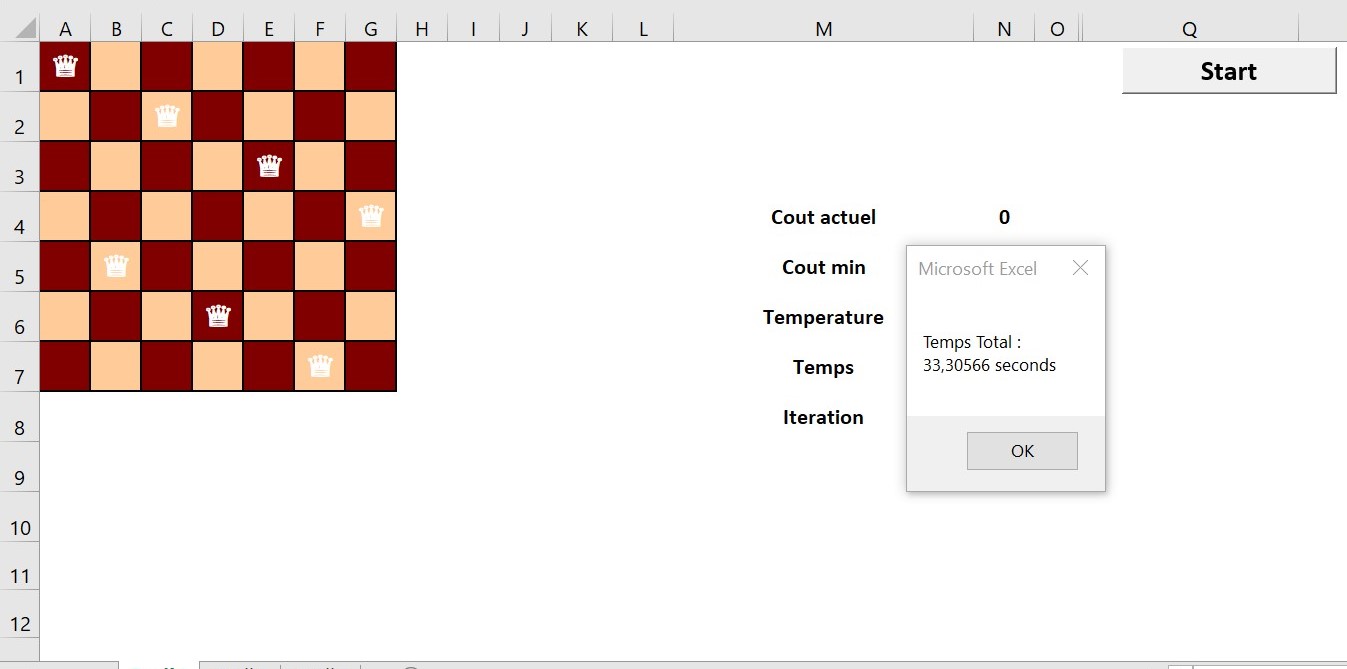 A B C D E F G H I J K L M N O Q
1
Start
2
3
4
Cout actuel 0
5
Cout min
Microsoft Excel
6
Temperature
Temps Total :
33,30566 seconds
7
Temps
8
Iteration
OK
9
10
11
12